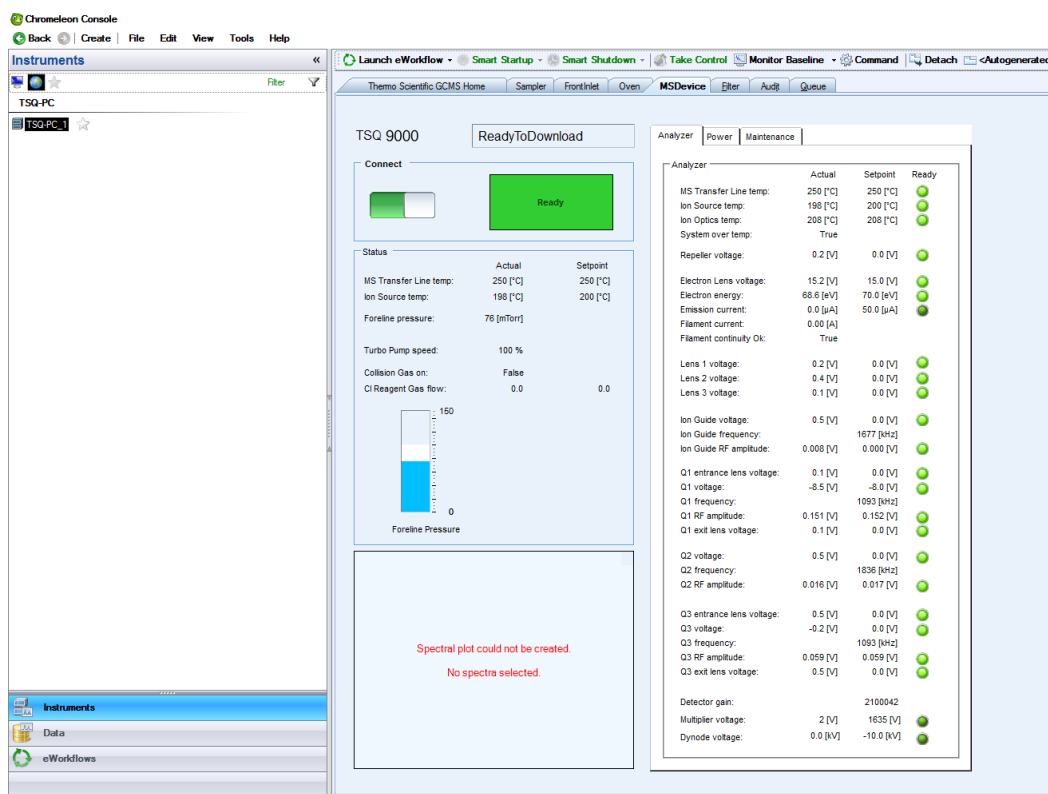 Chromeleon Console
Back Create File Edit View Tools Help
Instruments «
Launch eWorkflow Smart Startup Smart Shutdown Take Control Monitor Baseline Command Detach <Autogenerated
Filter
Thermo Scientific GCMS Home Sampler FrontInlet Oven MSDevice Filter Audit Queue
TSQ-PC
TSQ-PC_1
TSQ 9000 ReadyToDownload
Analyzer Power Maintenance
Connect
Ready
Status
Actual Setpoint
MS Transfer Line temp: 250 [°C] 250 [°C]
Ion Source temp: 198 [°C] 200 [°C]
Foreline pressure: 76 [mTorr]
Turbo Pump speed: 100 %
Collision Gas on: False
CI Reagent Gas flow: 0.0 0.0
150
0
Foreline Pressure
Spectral plot could not be created.
No spectra selected.
Analyzer
Actual Setpoint Ready
MS Transfer Line temp: 250 [°C] 250 [°C]
Ion Source temp: 198 [°C] 200 [°C]
Ion Optics temp: 208 [°C] 208 [°C]
System over temp: True
Repeller voltage: 0.2 [V] 0.0 [V]
Electron Lens voltage: 15.2 [V] 15.0 [V]
Electron energy: 68.6 [eV] 70.0 [eV]
Emission current: 0.0 [µA] 50.0 [µA]
Filament current: 0.00 [A]
Filament continuity Ok: True
Lens 1 voltage: 0.2 [V] 0.0 [V]
Lens 2 voltage: 0.4 [V] 0.0 [V]
Lens 3 voltage: 0.1 [V] 0.0 [V]
Ion Guide voltage: 0.5 [V] 0.0 [V]
Ion Guide frequency: 1677 [kHz]
Ion Guide RF amplitude: 0.008 [V] 0.000 [V]
Q1 entrance lens voltage: 0.1 [V] 0.0 [V]
Q1 voltage: -8.5 [V] -8.0 [V]
Q1 frequency: 1093 [kHz]
Q1 RF amplitude: 0.151 [V] 0.152 [V]
Q1 exit lens voltage: 0.1 [V] 0.0 [V]
Q2 voltage: 0.5 [V] 0.0 [V]
Q2 frequency: 1836 [kHz]
Q2 RF amplitude: 0.016 [V] 0.017 [V]
Q3 entrance lens voltage: 0.5 [V] 0.0 [V]
Q3 voltage: -0.2 [V] 0.0 [V]
Q3 frequency: 1093 [kHz]
Q3 RF amplitude: 0.059 [V] 0.059 [V]
Q3 exit lens voltage: 0.5 [V] 0.0 [V]
Detector gain: 2100042
Multiplier voltage: 2 [V] 1635 [V]
Dynode voltage: 0.0 [kV] -10.0 [kV]
Instruments
Data
eWorkflows